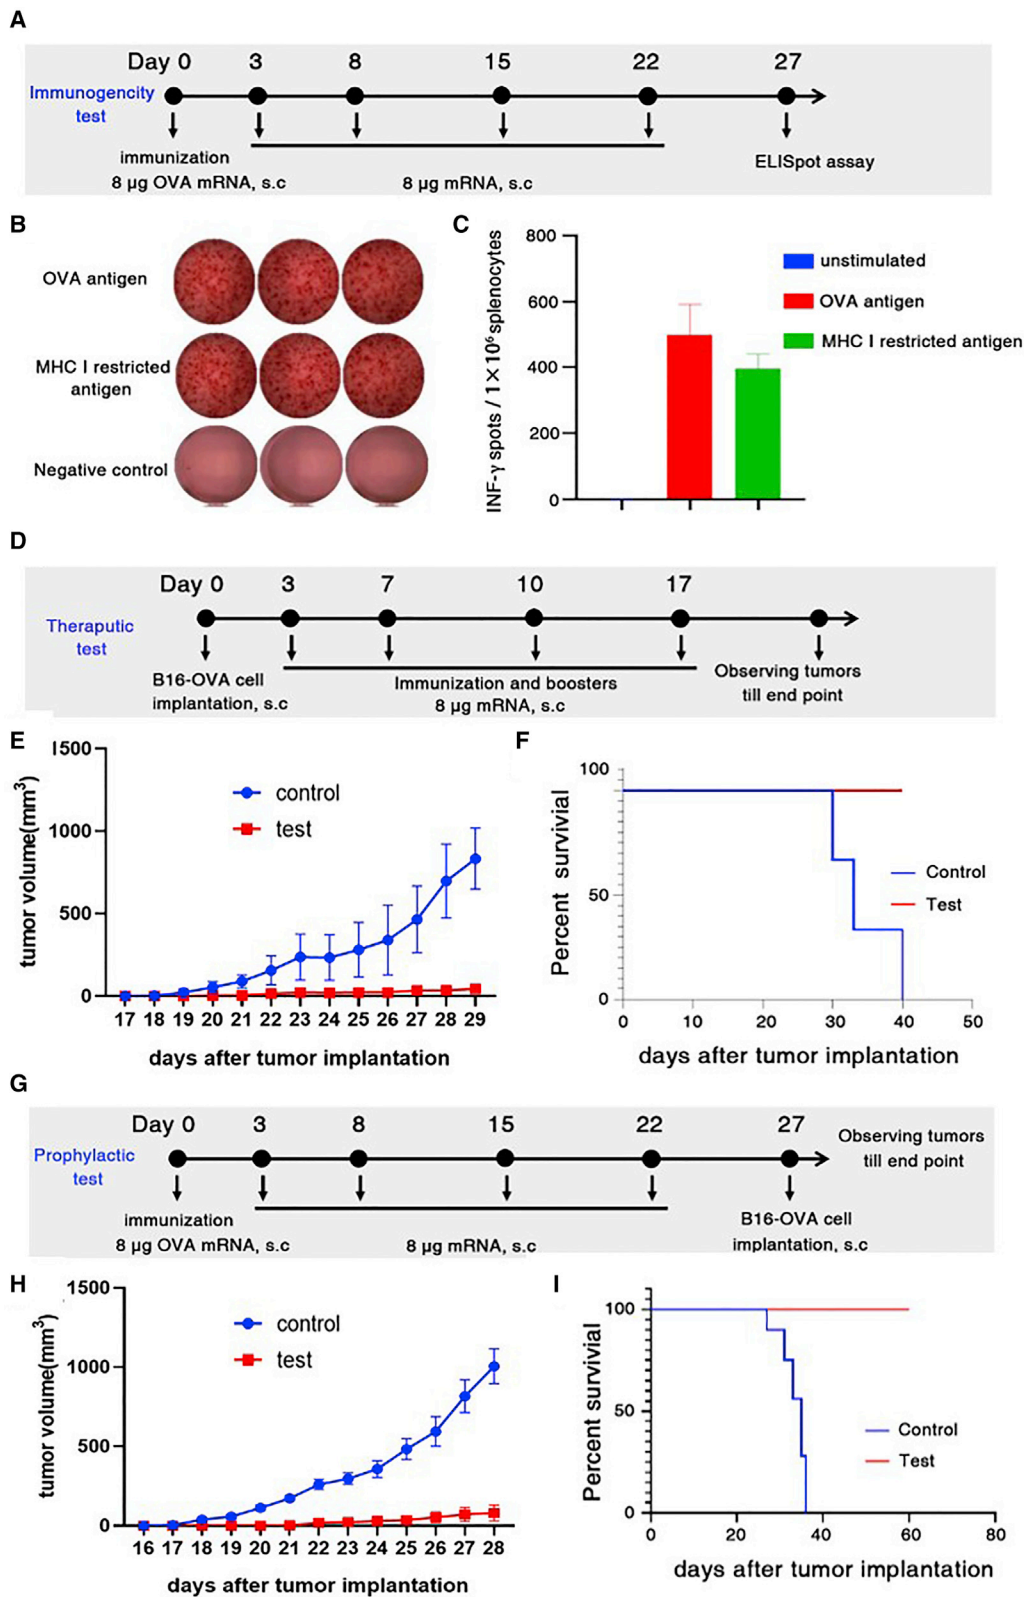 A
Day 0 3 8 15 22 27
Immunogencity
test
immunization
8 µg OVA mRNA, s.c
8 µg mRNA, s.c
ELISpot assay
B
OVA antigen
MHC I restricted
antigen
Negative control
C
INF-γ spots / 1×10⁶ splenocytes
800
600
400
200
0
unstimulated
OVA antigen
MHC I restricted antigen
D
Day 0 3 7 10 17
Theraputic
test
B16-OVA cell
implantation, s.c
Immunization and boosters
8 µg mRNA, s.c
Observing tumors
till end point
E
tumor volume(mm³)
1500
1000
500
0
control
test
17 18 19 20 21 22 23 24 25 26 27 28 29
days after tumor implantation
F
Percent survivial
100
50
0
Control
Test
0 10 20 30 40 50
days after tumor implantation
G
Day 0 3 8 15 22 27
Prophylactic
test
immunization
8 µg OVA mRNA, s.c
8 µg mRNA, s.c
B16-OVA cell
implantation, s.c
Observing tumors
till end point
H
tumor volume(mm³)
1500
1000
500
0
control
test
16 17 18 19 20 21 22 23 24 25 26 27 28
days after tumor implantation
I
Percent survivial
100
50
0
Control
Test
0 20 40 60 80
days after tumor implantation